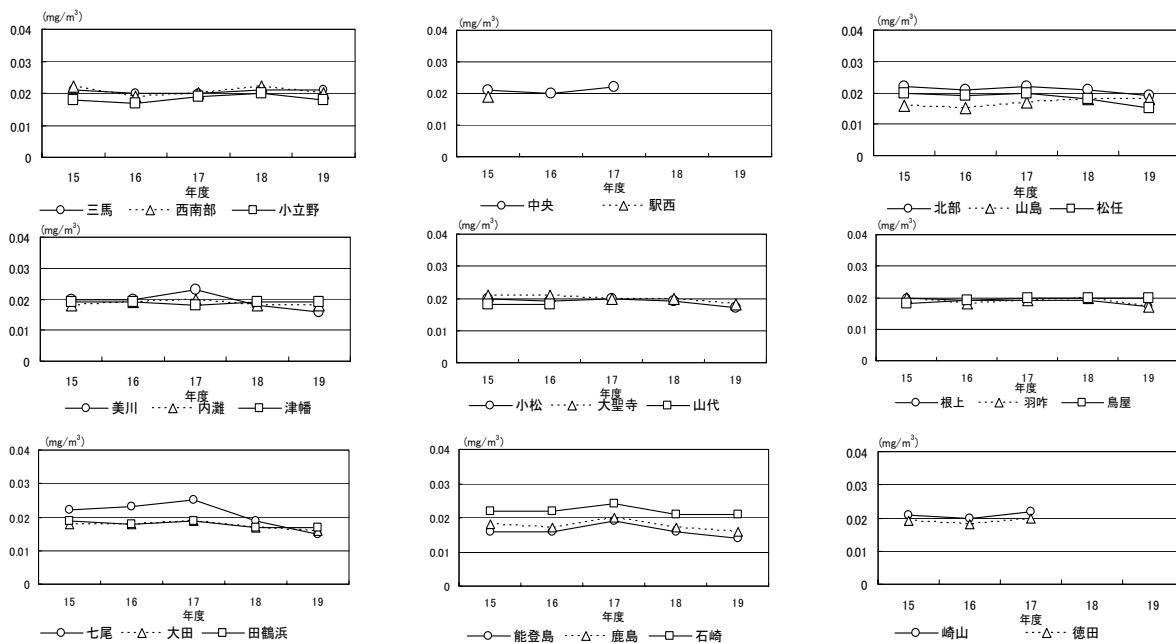 (mg/m³) (mg/m³) (mg/m³)
0.04 0.04 0.04
0.03 0.03 0.03
0.02 0.02 0.02
0.01 0.01 0.01
0 0 0
15 16 17 18 19 15 16 17 18 19 15 16 17 18 19
年度 年度 年度
三馬 西南部 小立野 中央 駅西 北部 山島 松任
(mg/m³) (mg/m³) (mg/m³)
0.04 0.04 0.04
0.03 0.03 0.03
0.02 0.02 0.02
0.01 0.01 0.01
0 0 0
15 16 17 18 19 15 16 17 18 19 15 16 17 18 19
年度 年度 年度
美川 内灘 津幡 小松 大聖寺 山代 根上 羽咋 鳥屋
(mg/m³) (mg/m³) (mg/m³)
0.04 0.04 0.04
0.03 0.03 0.03
0.02 0.02 0.02
0.01 0.01 0.01
0 0 0
15 16 17 18 19 15 16 17 18 19 15 16 17 18 19
年度 年度 年度
七尾 大田 田鶴浜 能登島 鹿島 石崎 崎山 徳田